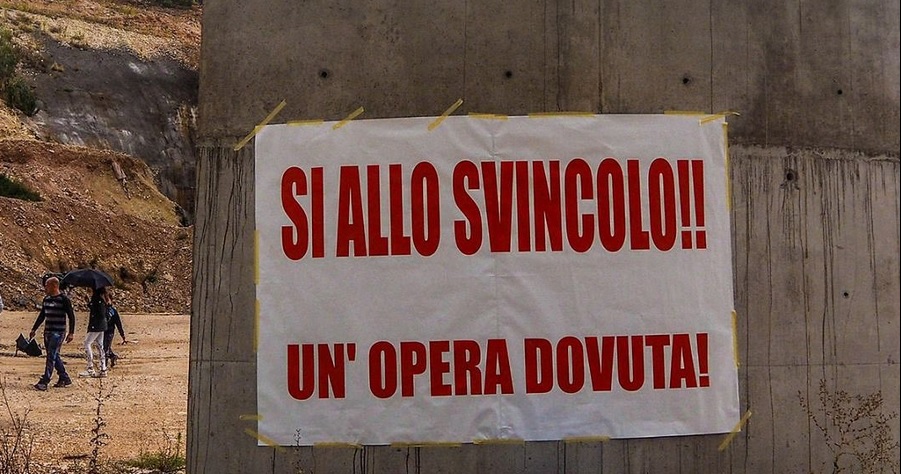 SI ALLO SVINCOLO!!
UN' OPERA DOVUTA!